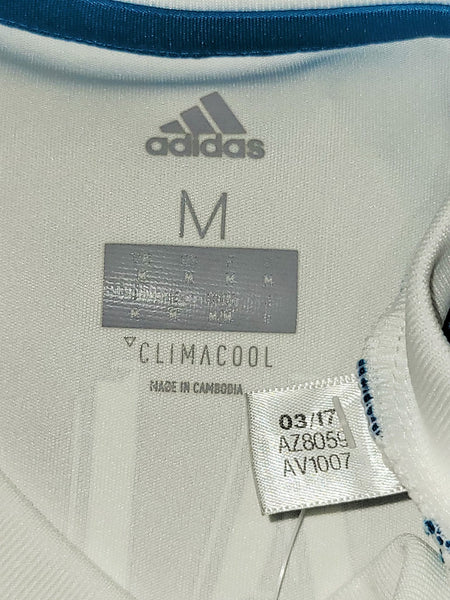 adidas
M
M M M M
CLIMACOOL
MADE IN CAMBODIA
03/17
AZ8059
AV1007